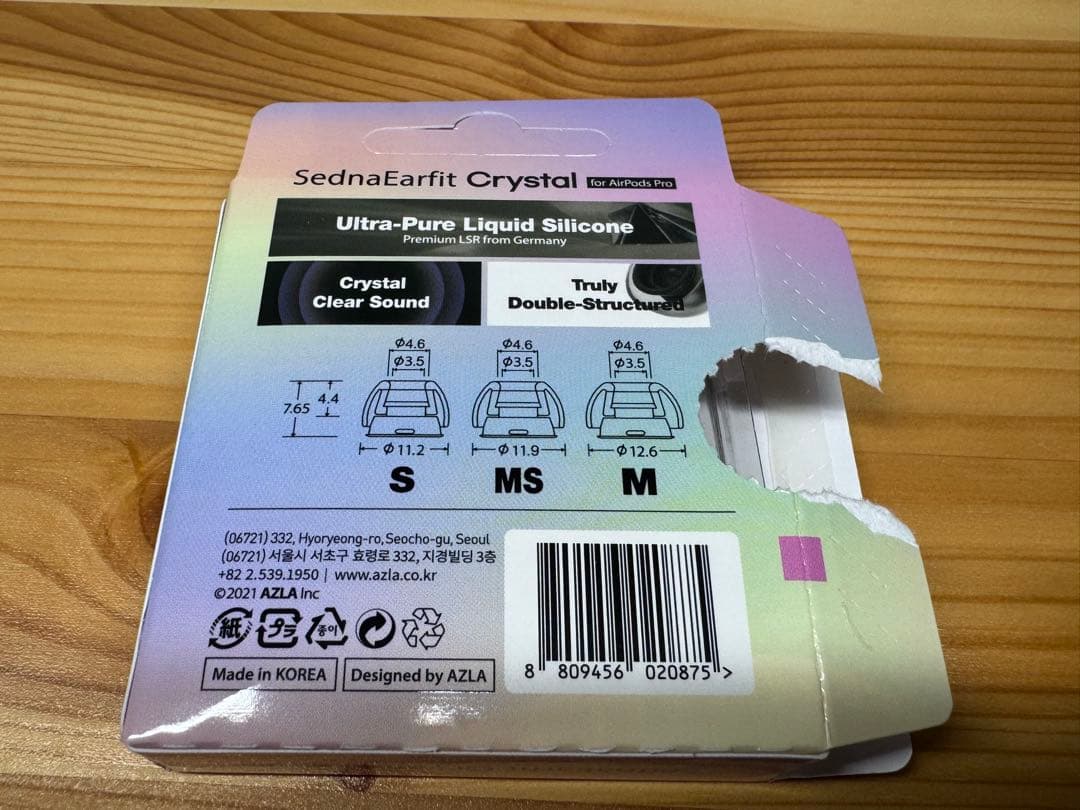 SednaEarfit Crystal for AirPods Pro
Ultra-Pure Liquid Silicone
Premium LSR from Germany
Crystal
Clear Sound
Truly
Double-Structured
Φ4.6 Φ4.6 Φ4.6
Φ3.5 Φ3.5 Φ3.5
7.65 4.4
Φ11.2 Φ11.9 Φ12.6
S MS M
(06721) 332, Hyoryeong-ro, Seocho-gu, Seoul
(06721) 서울시 서초구 효령로 332, 지경빌딩 3층
+82 2.539.1950 | www.azla.co.kr
©2021 AZLA Inc
紙 プラ 종이
Made in KOREA Designed by AZLA
8 809456 020875 >